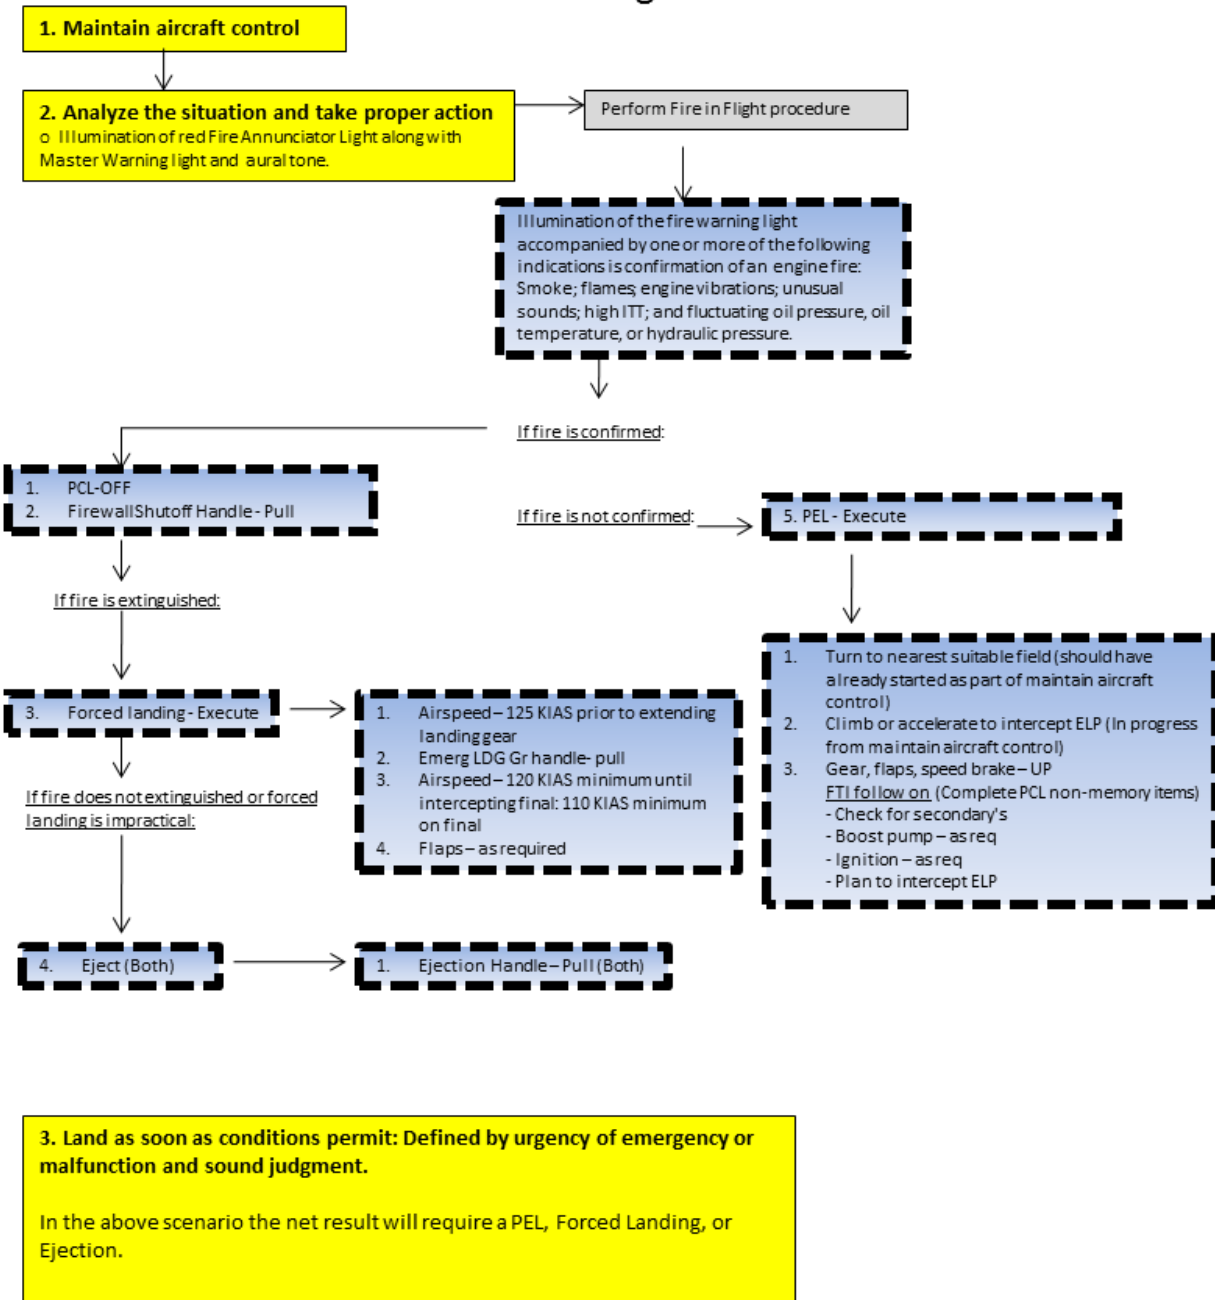 1. Maintain aircraft control
2. Analyze the situation and take proper action
o Illumination of red Fire Annunciator Light along with
Master Warning light and aural tone.
Perform Fire in Flight procedure
Illumination of the fire warning light
accompanied by one or more of the following
indications is confirmation of an engine fire:
Smoke; flames; engine vibrations; unusual
sounds; high ITT; and fluctuating oil pressure, oil
temperature, or hydraulic pressure.
If fire is confirmed:
1. PCL-OFF
2. Firewall Shutoff Handle - Pull
If fire is not confirmed:
5. PEL - Execute
If fire is extinguished:
3. Forced landing - Execute
1. Airspeed – 125 KIAS prior to extending
landing gear
2. Emerg LDG Gr handle- pull
3. Airspeed – 120 KIAS minimum until
intercepting final: 110 KIAS minimum
on final
4. Flaps – as required
1. Turn to nearest suitable field (should have
already started as part of maintain aircraft
control)
2. Climb or accelerate to intercept ELP (In progress
from maintain aircraft control)
3. Gear, flaps, speed brake – UP
FTI follow on (Complete PCL non-memory items)
- Check for secondary's
- Boost pump – as req
- Ignition – as req
- Plan to intercept ELP
If fire does not extinguished or forced
landing is impractical:
4. Eject (Both)
1. Ejection Handle – Pull (Both)
3. Land as soon as conditions permit: Defined by urgency of emergency or
malfunction and sound judgment.
In the above scenario the net result will require a PEL, Forced Landing, or
Ejection.